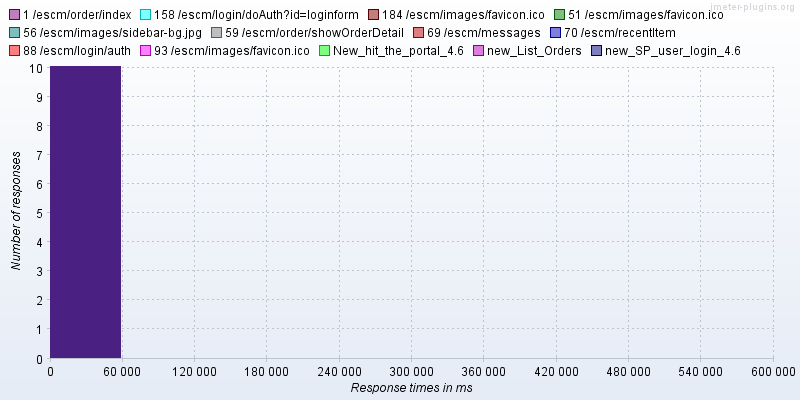 jmeter-plugins.org
1 /escm/order/index 158 /escm/login/doAuth?id=loginform 184 /escm/images/favicon.ico 51 /escm/images/favicon.ico
56 /escm/images/sidebar-bg.jpg 59 /escm/order/showOrderDetail 69 /escm/messages 70 /escm/recentItem
88 /escm/login/auth 93 /escm/images/favicon.ico New_hit_the_portal_4.6 new_List_Orders new_SP_user_login_4.6
10
9
8
7
6
5
4
3
2
1
0
Number of responses
0 60 000 120 000 180 000 240 000 300 000 360 000 420 000 480 000 540 000 600 000
Response times in ms